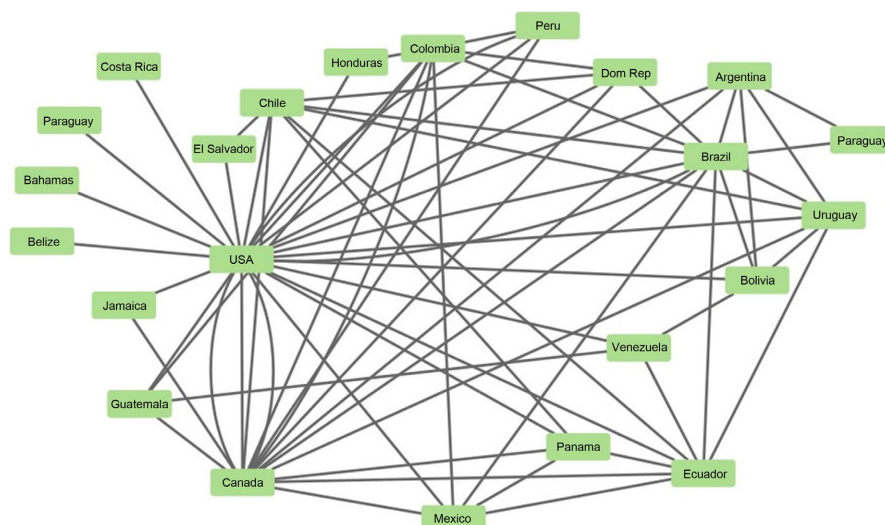 Peru
Colombia
Honduras
Costa Rica
Dom Rep
Argentina
Chile
Paraguay
El Salvador
Paraguay
Brazil
Bahamas
Uruguay
Belize
USA
Bolivia
Jamaica
Venezuela
Guatemala
Panama
Ecuador
Canada
Mexico